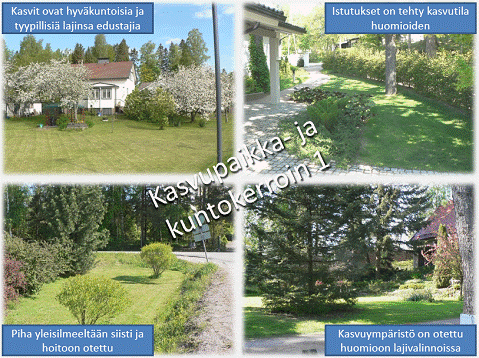 Kasvit ovat hyväkuntoisia ja
tyypillisiä lajinsa edustajia
Istutukset on tehty kasvutila
huomioiden
Kasvupaikka ja
kuntokerroin 1
Piha yleisilmeeltään siisti ja
hoitoon otettu
Kasvuympäristö on otettu
huomioon lajivalinnoissa